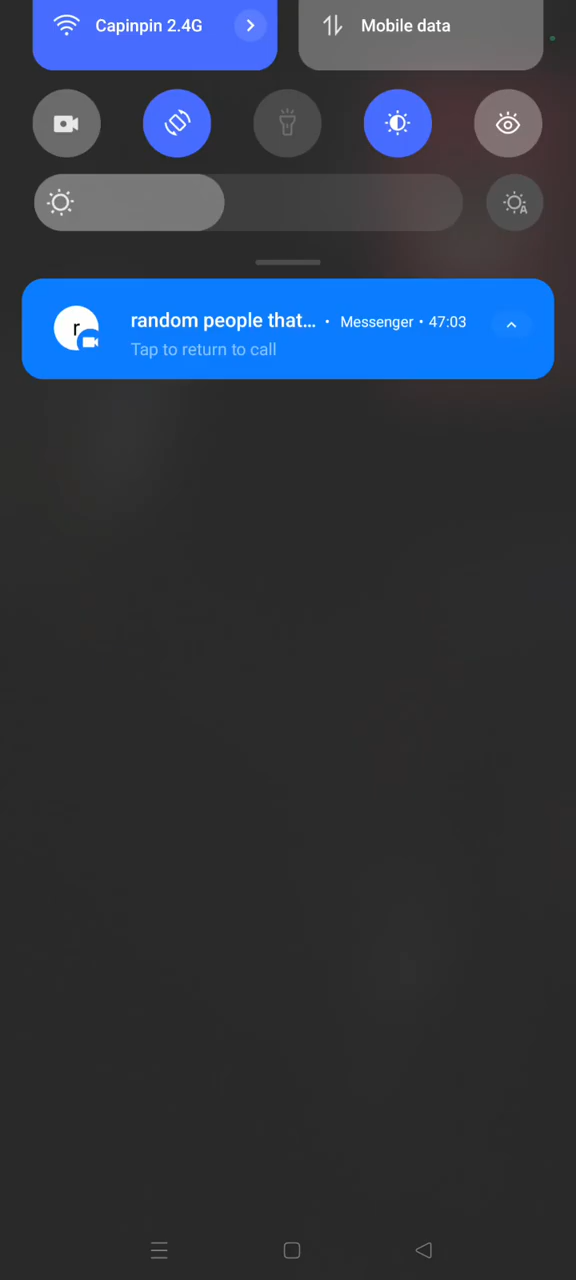 Capinpin 2.4G
Mobile data
A
random people that... • Messenger • 47:03
r
Tap to return to call